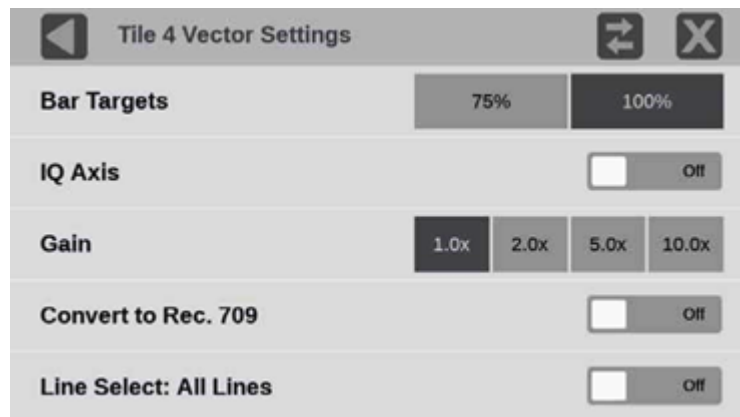 Tile 4 Vector Settings
Bar Targets 75% 100%
IQ Axis Off
Gain 1.0x 2.0x 5.0x 10.0x
Convert to Rec. 709 Off
Line Select: All Lines Off